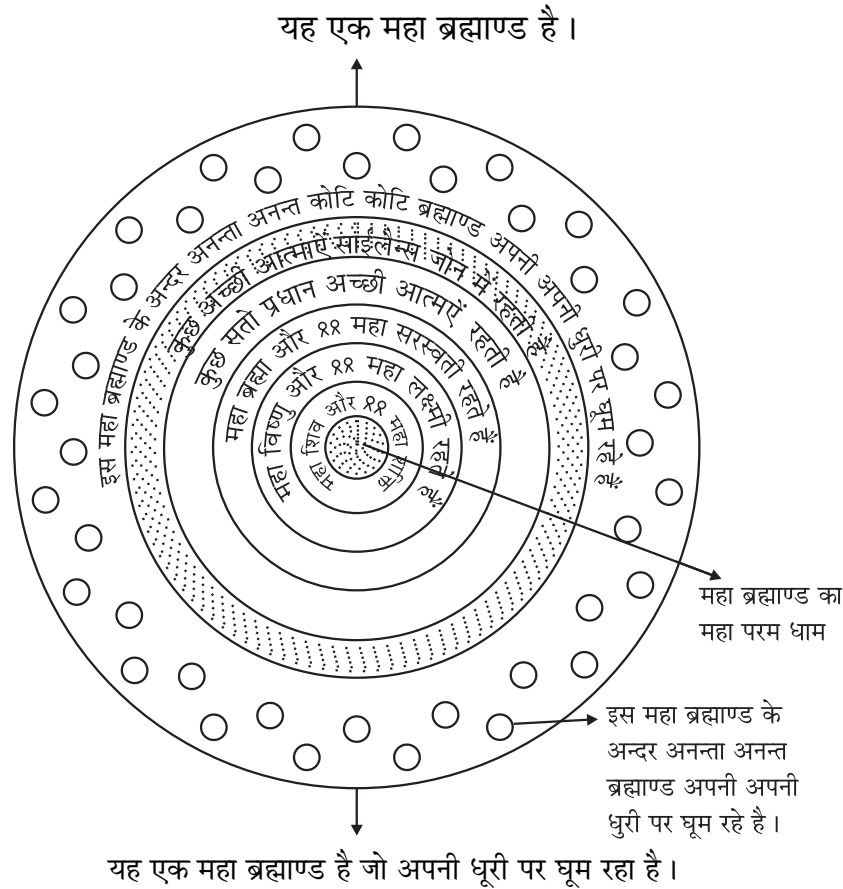 यह एक महा ब्रह्माण्ड है।
इस महा ब्रह्माण्ड के अन्दर अनन्ता अनन्त कोटि कोटि ब्रह्माण्ड अपनी अपनी धुरी पर घूम रहे हैं
कुछ अच्छी आत्माऐं साईलैन्स जोन में रहती है
कुछ सतो प्रधान अच्छी आत्मऐं रहती है
महा ब्रह्मा और ११ महा सरस्वती रहते हैं
महा विष्णु और ११ महा लक्ष्मी रहते हैं
महा शिव और ११ महा शक्ति
महा ब्रह्माण्ड का
महा परम धाम
इस महा ब्रह्माण्ड के
अन्दर अनन्ता अनन्त
ब्रह्माण्ड अपनी अपनी
धुरी पर घूम रहे है।
यह एक महा ब्रह्माण्ड है जो अपनी धूरी पर घूम रहा है।